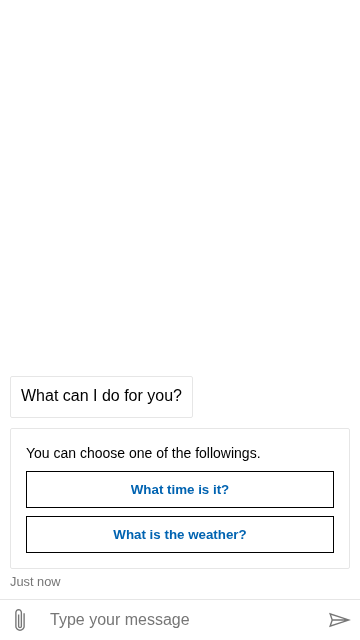 What can I do for you?
You can choose one of the followings.
What time is it?
What is the weather?
Just now
Type your message